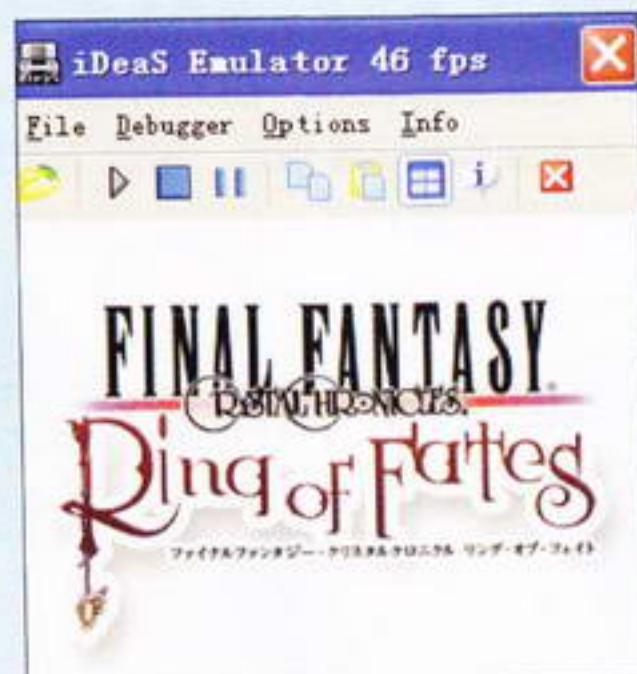 iDeaS Emulator 46 fps
File Debugger Options Info
FINAL FANTASY
CRYSTAL CHRONICLES.
Ring of Fates
ファイナルファンタジー・クリスタルクロニクル リング・オブ・フェイト